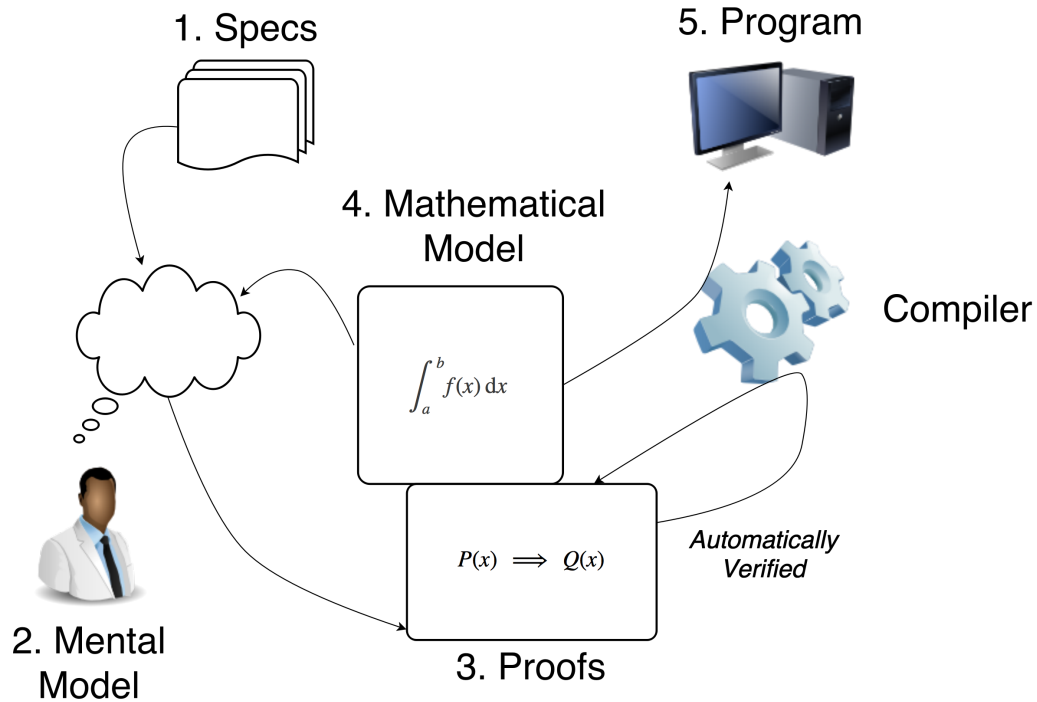 1. Specs
5. Program
4. Mathematical
Model
Compiler
∫_a^b f(x) dx
P(x) ⟹ Q(x)
Automatically
Verified
2. Mental
Model
3. Proofs